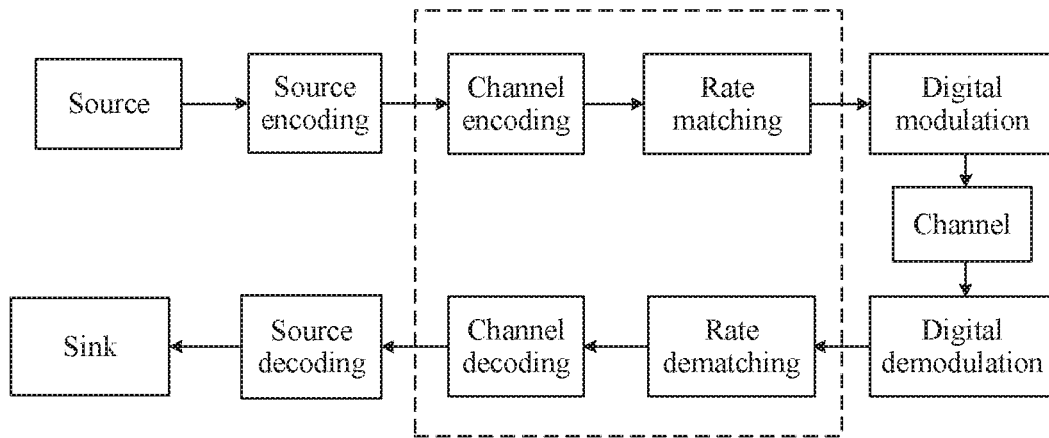 Source
Source
encoding
Channel
encoding
Rate
matching
Digital
modulation
Channel
Sink
Source
decoding
Channel
decoding
Rate
dematching
Digital
demodulation